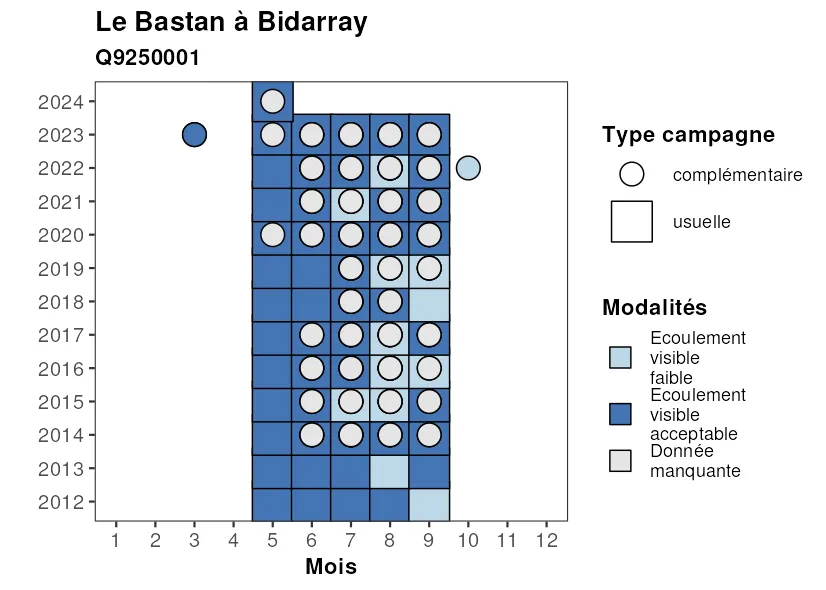 Le Bastan à Bidarray
Q9250001
2024
2023
2022
2021
2020
2019
2018
2017
2016
2015
2014
2013
2012
1 2 3 4 5 6 7 8 9 10 11 12
Mois
Type campagne
complémentaire
usuelle
Modalités
Ecoulement
visible
faible
Ecoulement
visible
acceptable
Donnée
manquante